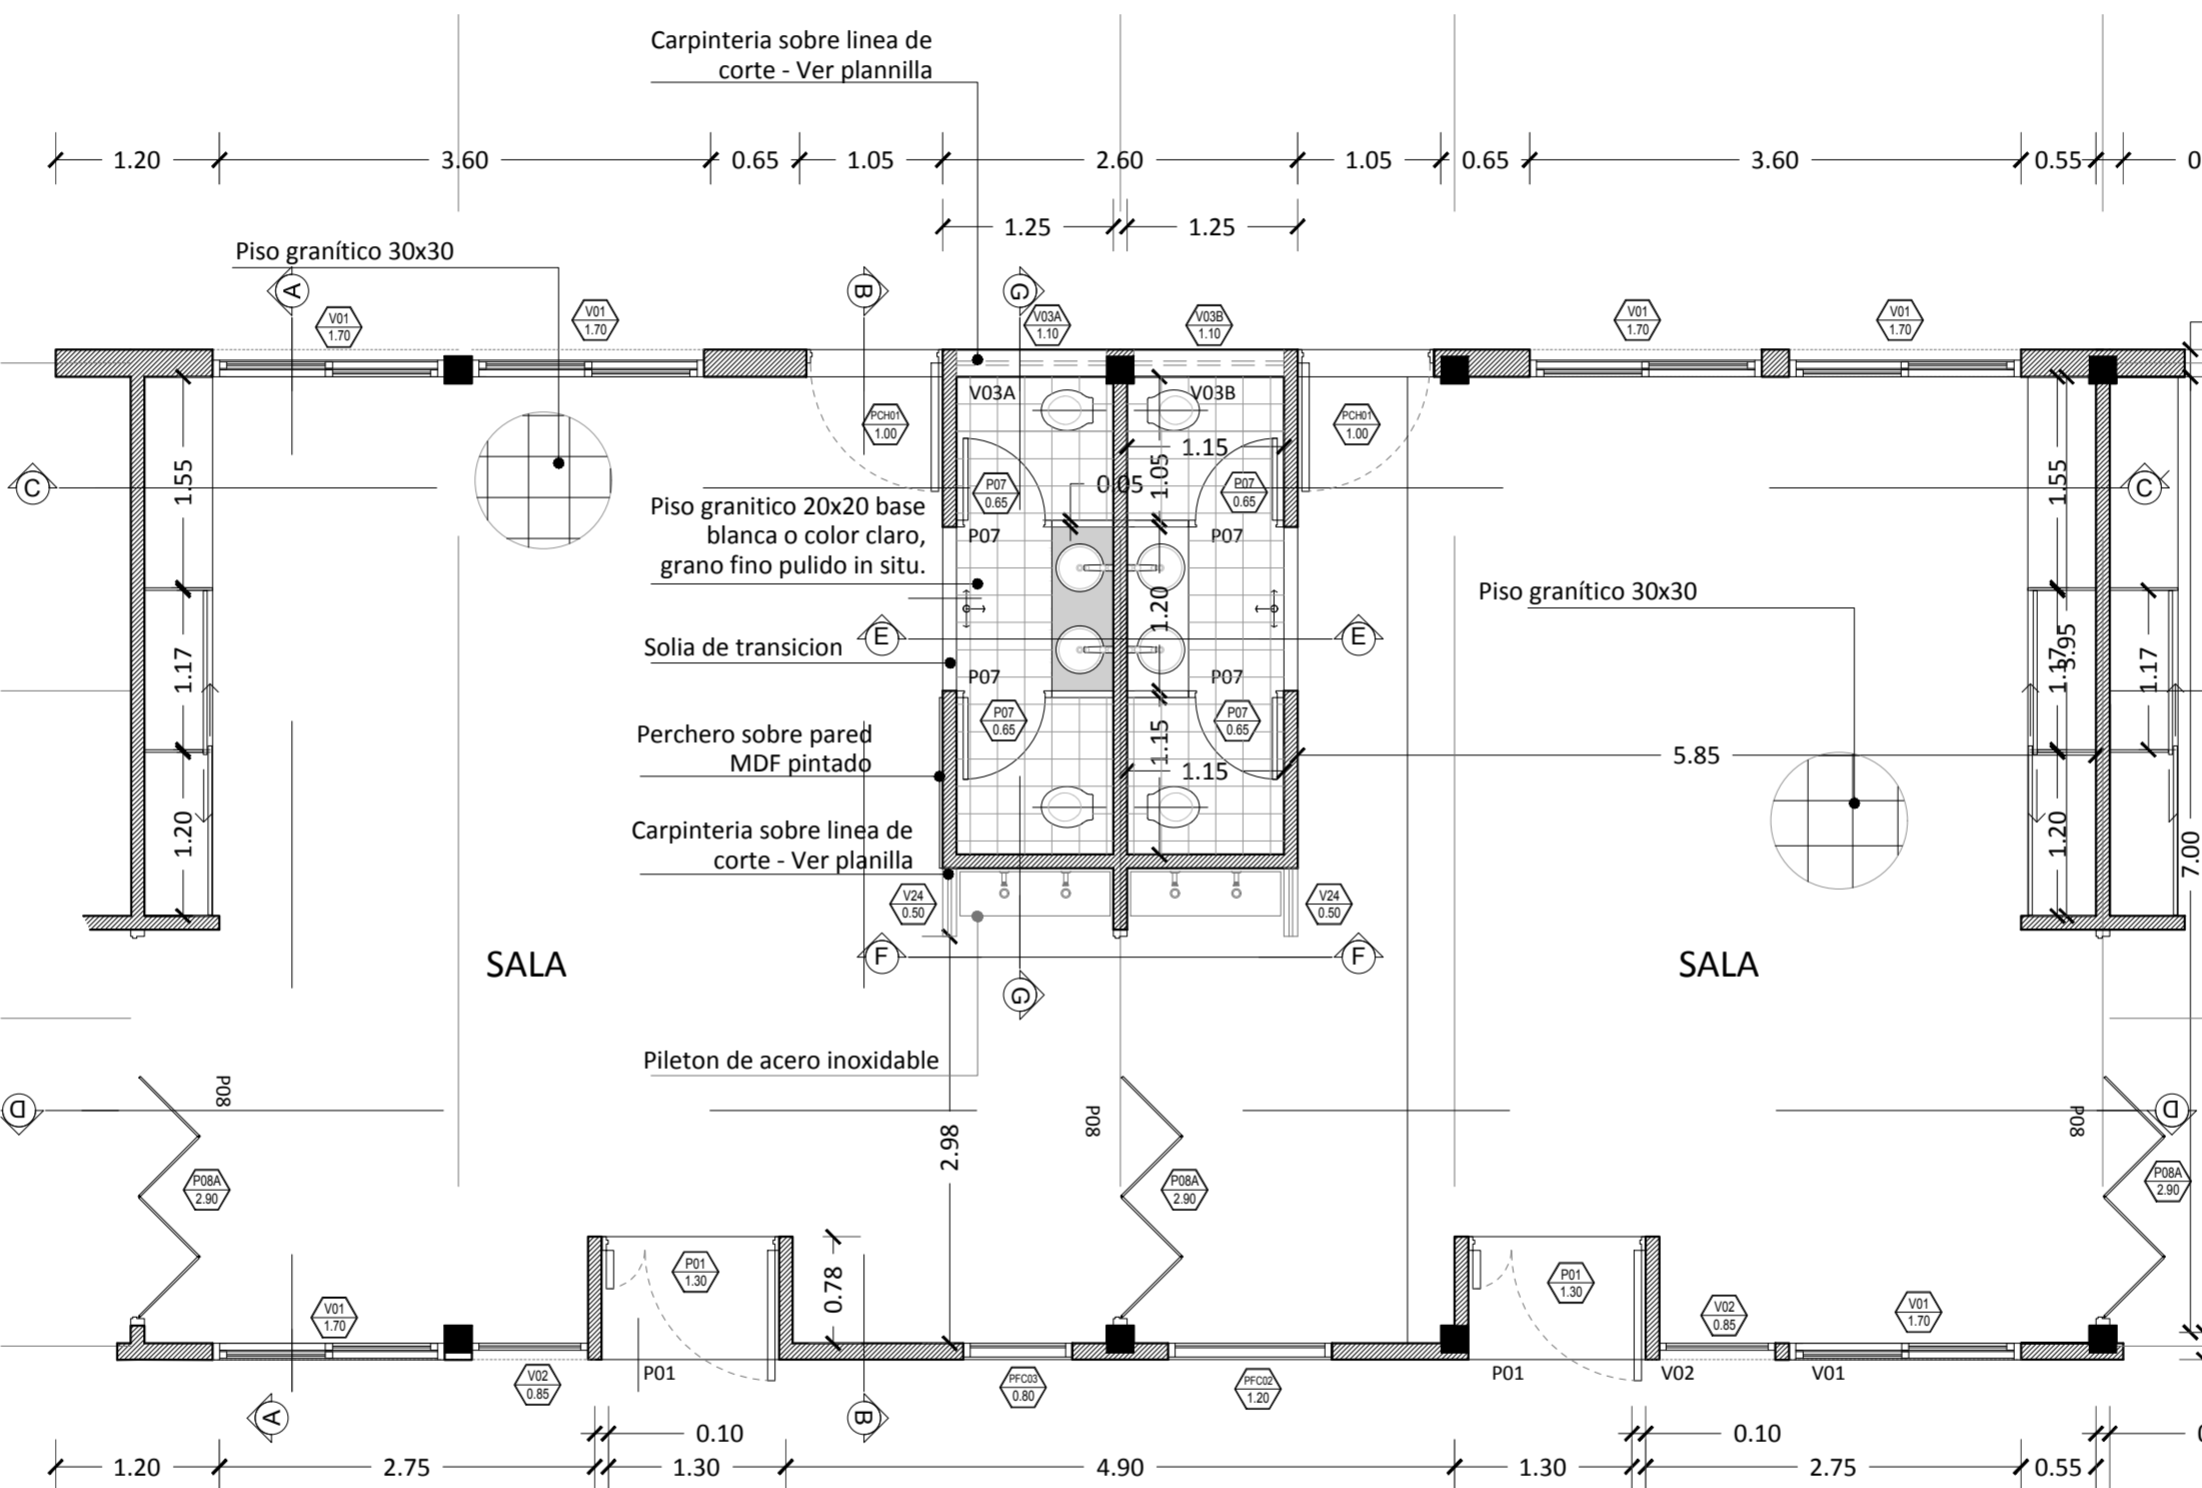 Carpinteria sobre linea de
corte - Ver plannilla
1.20
3.60
0.65
1.05
2.60
1.05
0.65
3.60
0.55
0
1.25
1.25
Piso granítico 30x30
A
B
G
V01
1.70
V01
1.70
V03A
1.10
V03B
1.10
V01
1.70
V01
1.70
V03A
V03B
PCH01
1.00
PCH01
1.00
1.15
1.05
0.05
C
1.55
P07
0.65
P07
0.65
1.55
C
Piso granitico 20x20 base
blanca o color claro,
grano fino pulido in situ.
P07
P07
Piso granítico 30x30
1.20
E
E
Solia de transicion
1.17
P07
P07
1.17
3.95
1.17
P07
0.65
P07
0.65
Perchero sobre pared
MDF pintado
1.15
1.15
5.85
1.20
1.20
7.00
Carpinteria sobre linea de
corte - Ver planilla
V24
0.50
V24
0.50
SALA
F
F
SALA
G
Pileton de acero inoxidable
P08
P08
P08
D
D
2.98
P08A
2.90
P08A
2.90
P08A
2.90
P01
1.30
0.78
P01
1.30
V01
1.70
V02
0.85
V01
1.70
V02
0.85
P01
PFC03
0.80
PFC02
1.20
P01
V02
V01
A
B
0.10
0.10
0
1.20
2.75
1.30
4.90
1.30
2.75
0.55